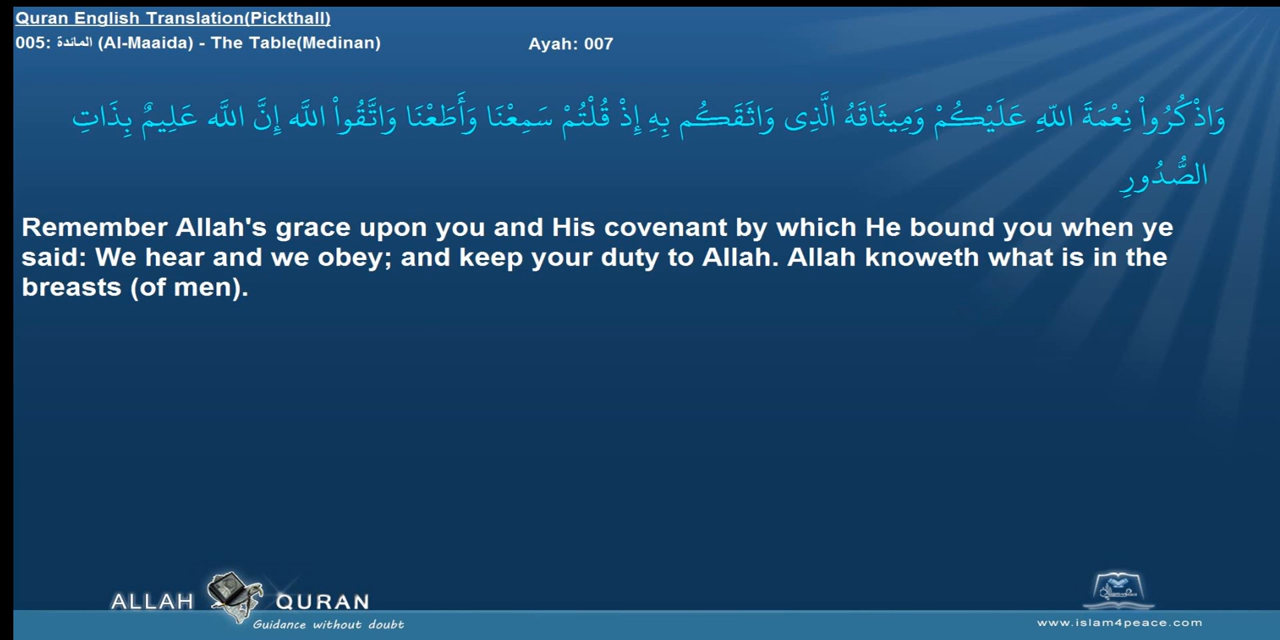 Quran English Translation(Pickthall)
005: المائدة (Al-Maaida) - The Table(Medinan) Ayah: 007
وَاذْكُرُواْ نِعْمَةَ اللّهِ عَلَيْكُمْ وَمِيثَاقَهُ الَّذِى وَاثَقَكُم بِهِ إِذْ قُلْتُمْ سَمِعْنَا وَأَطَعْنَا وَاتَّقُواْ اللَّه إِنَّ اللَّه عَلِيمٌ بِذَاتِ
الصُّدُورِ
Remember Allah's grace upon you and His covenant by which He bound you when ye
said: We hear and we obey; and keep your duty to Allah. Allah knoweth what is in the
breasts (of men).
ALLAH QURAN
Guidance without doubt
www.islam4peace.com